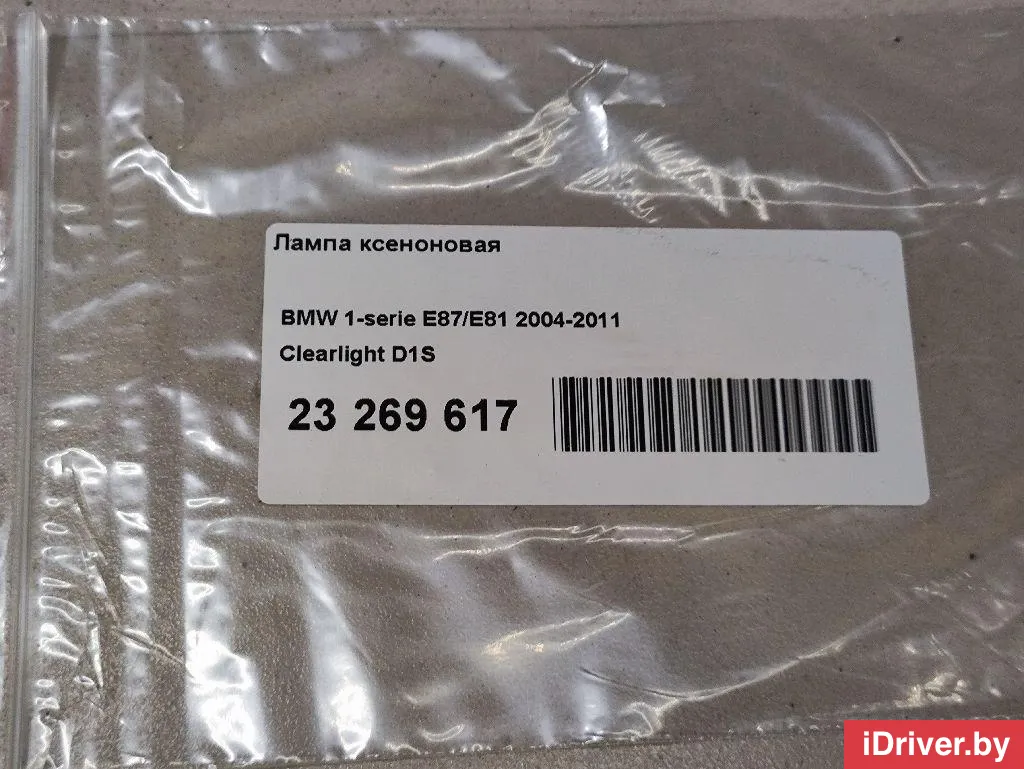 Лампа ксеноновая
BMW 1-serie E87/E81 2004-2011
Clearlight D1S
23 269 617
iDriver.by